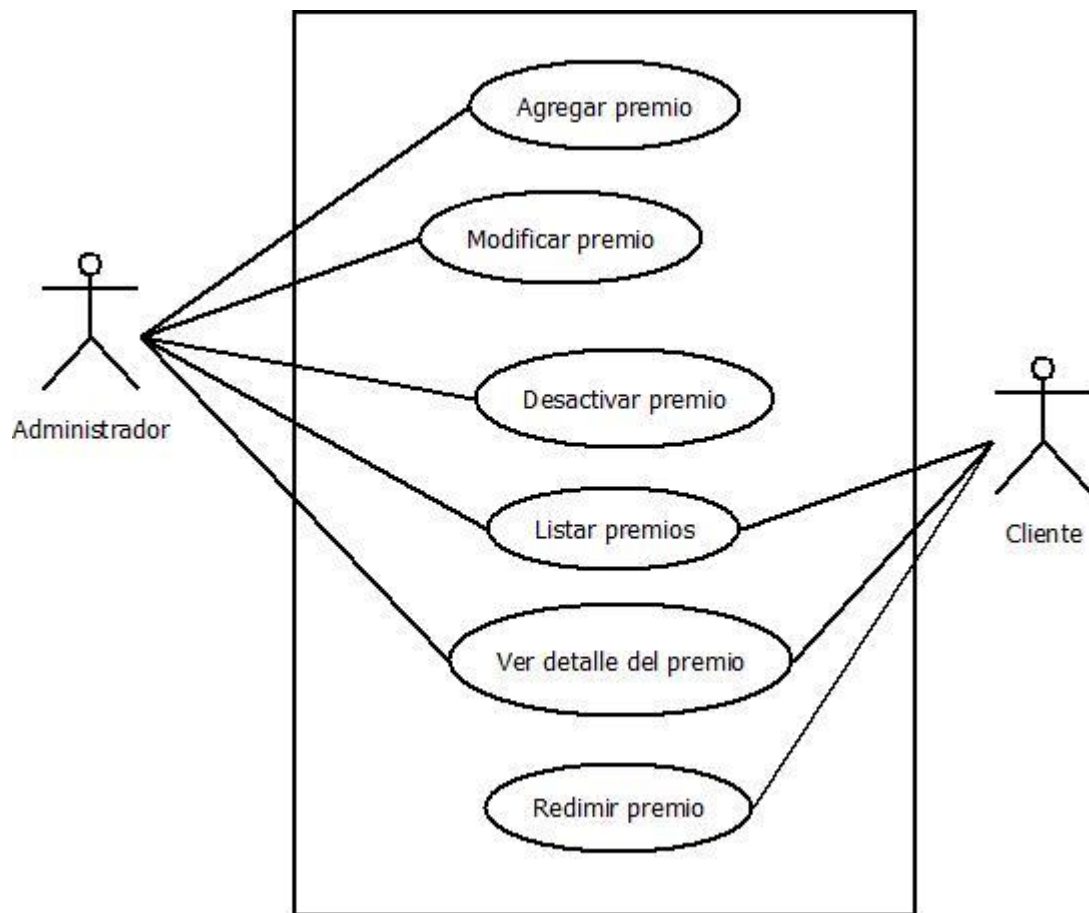 Agregar premio
Modificar premio
Desactivar premio
Administrador
Listar premios
Cliente
Ver detalle del premio
Redimir premio